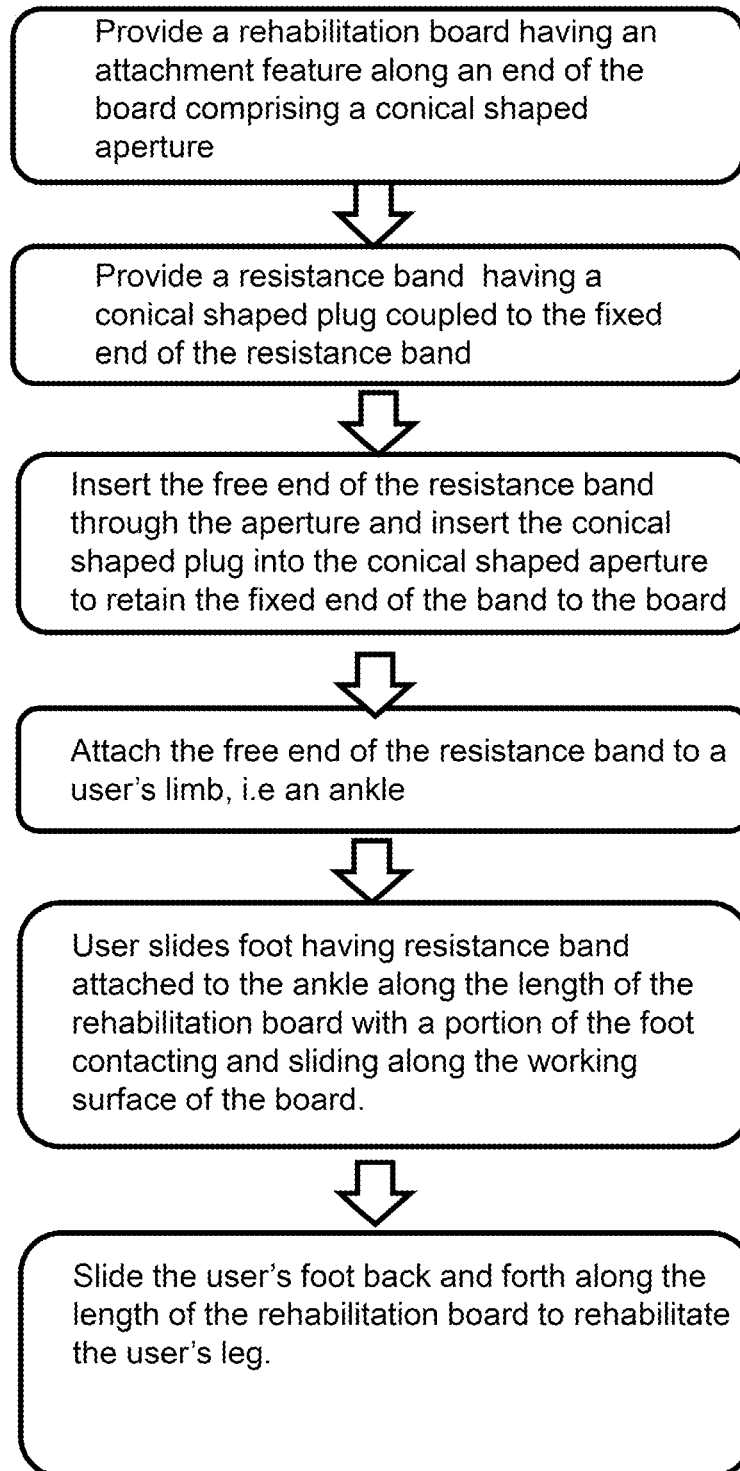 Provide a rehabilitation board having an
attachment feature along an end of the
board comprising a conical shaped
aperture
Provide a resistance band  having a
conical shaped plug coupled to the fixed
end of the resistance band
Insert the free end of the resistance band
through the aperture and insert the conical
shaped plug into the conical shaped aperture
to retain the fixed end of the band to the board
Attach the free end of the resistance band to a
user's limb, i.e an ankle
User slides foot having resistance band
attached to the ankle along the length of the
rehabilitation board with a portion of the foot
contacting and sliding along the working
surface of the board.
Slide the user's foot back and forth along the
length of the rehabilitation board to rehabilitate
the user's leg.